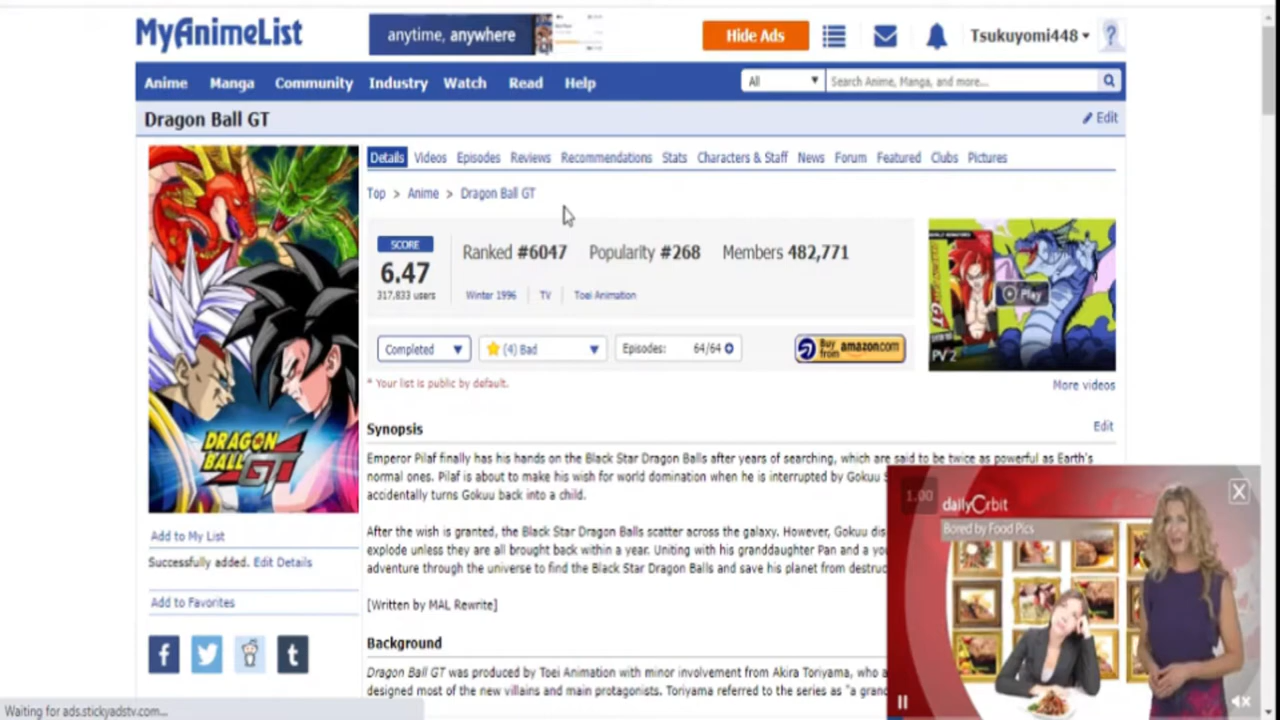 MyAnimeList
anytime, anywhere
Hide Ads
Tsukuyomi448
?
Anime Manga Community Industry Watch Read Help
All
Search Anime, Manga, and more...
Dragon Ball GT
Edit
Details Videos Episodes Reviews Recommendations Stats Characters & Staff News Forum Featured Clubs Pictures
Top > Anime > Dragon Ball GT
SCORE
6.47
317,833 users
Ranked #6047 Popularity #268 Members 482,771
Winter 1996 TV Toei Animation
Completed
(4) Bad
Episodes: 64/64
Buy from amazon.com
Play
PV 2
More videos
* Your list is public by default.
Synopsis
Edit
Emperor Pilaf finally has his hands on the Black Star Dragon Balls after years of searching, which are said to be twice as powerful as Earth's
normal ones. Pilaf is about to make his wish for world domination when he is interrupted by Gokuu
accidentally turns Gokuu back into a child.
After the wish is granted, the Black Star Dragon Balls scatter across the galaxy. However, Gokuu dis
explode unless they are all brought back within a year. Uniting with his granddaughter Pan and a yo
adventure through the universe to find the Black Star Dragon Balls and save his planet from destruc
[Written by MAL Rewrite]
Background
Dragon Ball GT was produced by Toei Animation with minor involvement from Akira Toriyama, who a
designed most of the new villains and main protagonists. Toriyama referred to the series as "a grand
DRAGON
BALL GT
Add to My List
Successfully added. Edit Details
Add to Favorites
f
t
1.00
dailyOrbit
Bored by Food Pics
X
Waiting for ads.stickyadstv.com...